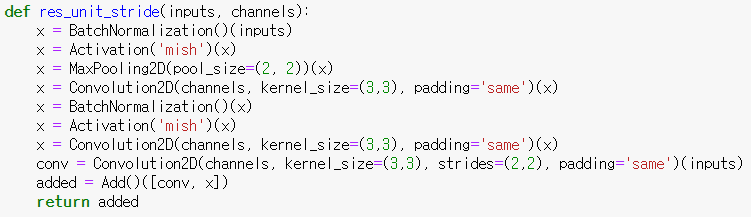 def res_unit_stride(inputs, channels):
    x = BatchNormalization()(inputs)
    x = Activation('mish')(x)
    x = MaxPooling2D(pool_size=(2, 2))(x)
    x = Convolution2D(channels, kernel_size=(3,3), padding='same')(x)
    x = BatchNormalization()(x)
    x = Activation('mish')(x)
    x = Convolution2D(channels, kernel_size=(3,3), padding='same')(x)
    conv = Convolution2D(channels, kernel_size=(3,3), strides=(2,2), padding='same')(inputs)
    added = Add()([conv, x])
    return added